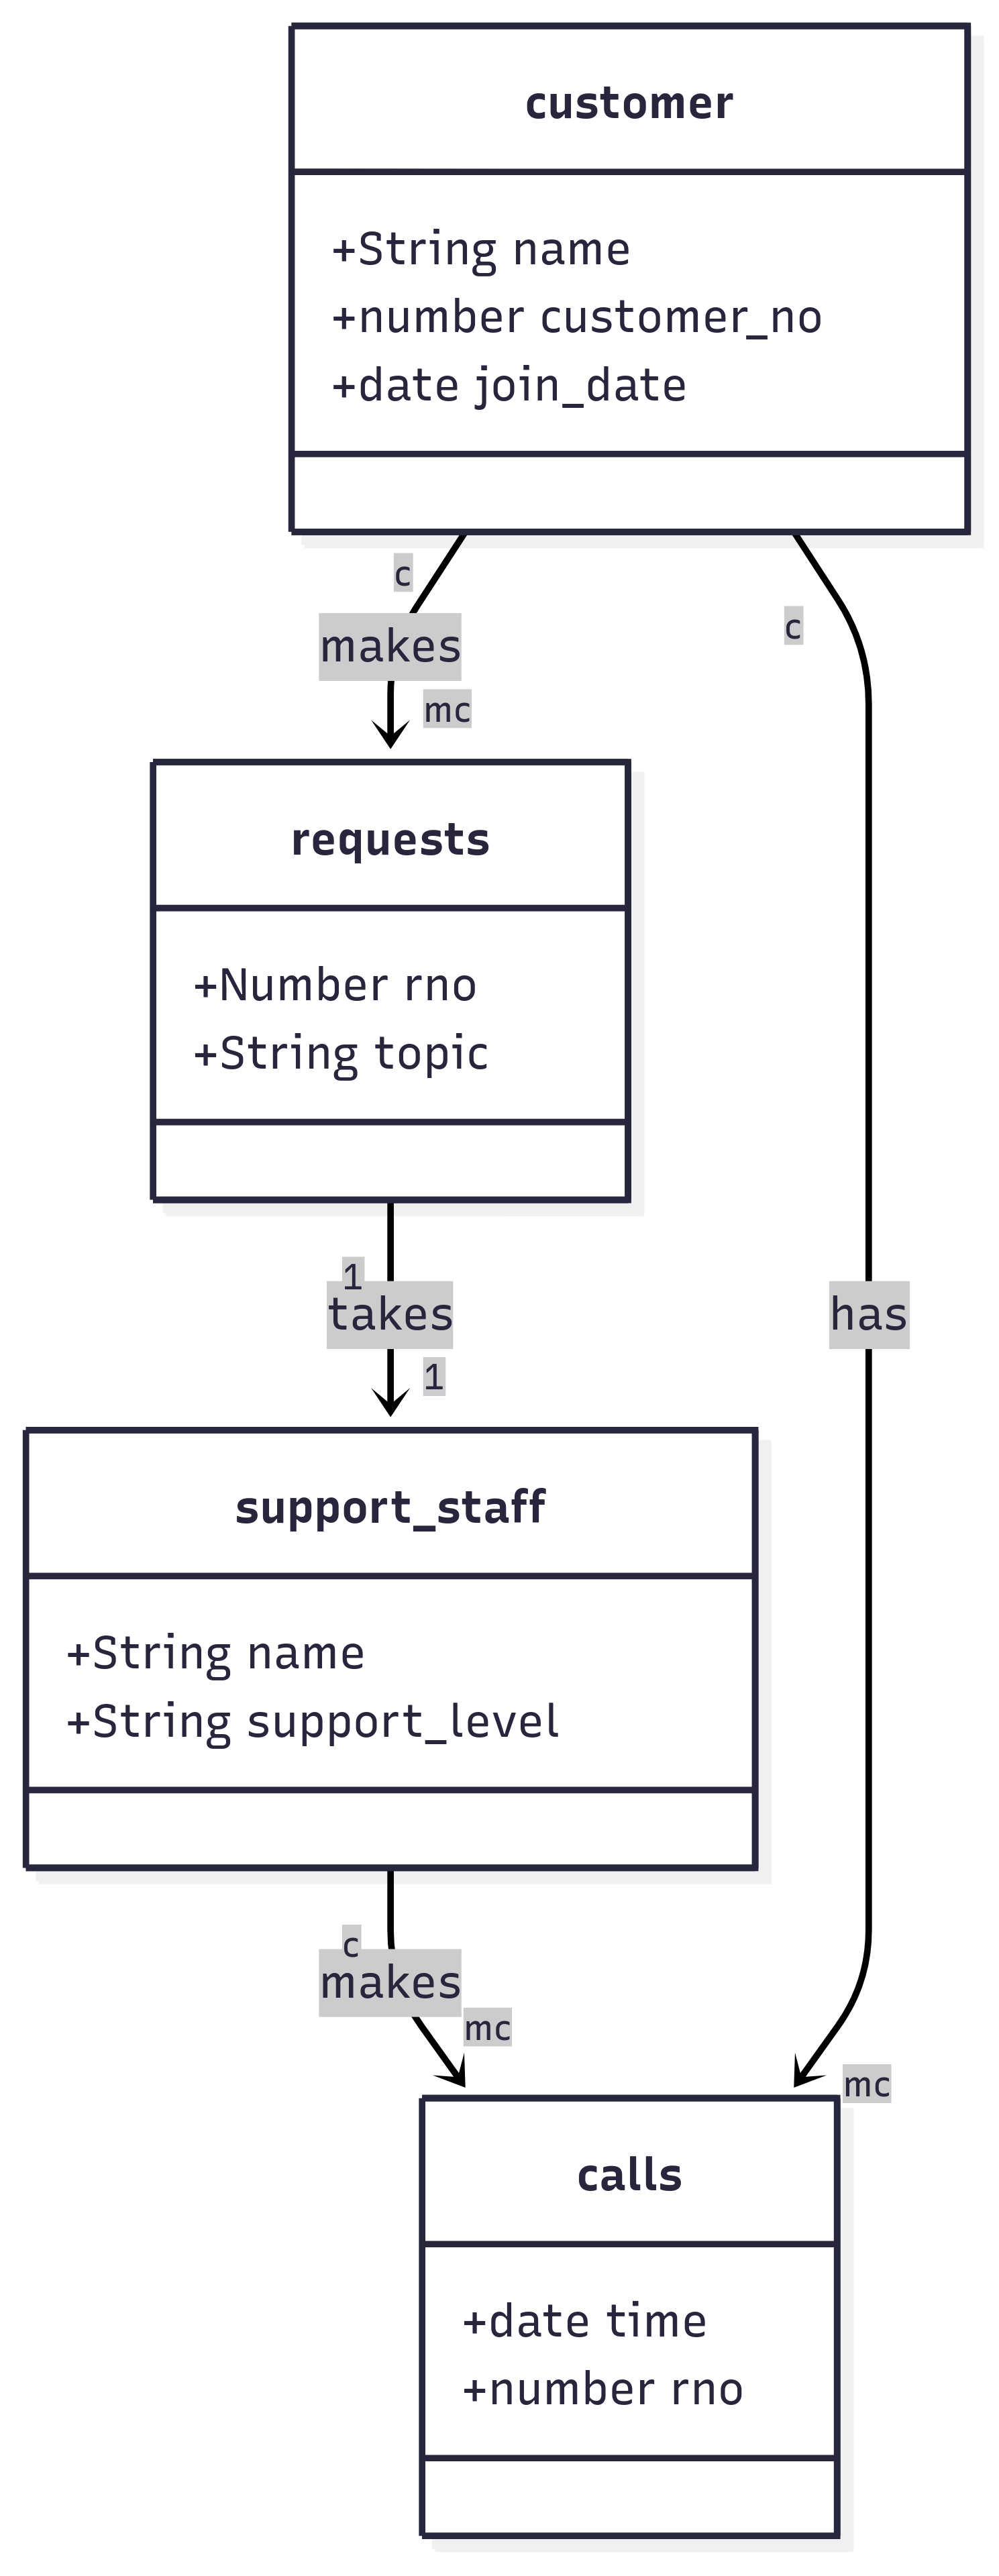 customer
+String name
+number customer_no
+date join_date
c
makes
c
mc
requests
+Number rno
+String topic
1
takes
has
1
support_staff
+String name
+String support_level
c
makes
mc
mc
calls
+date time
+number rno